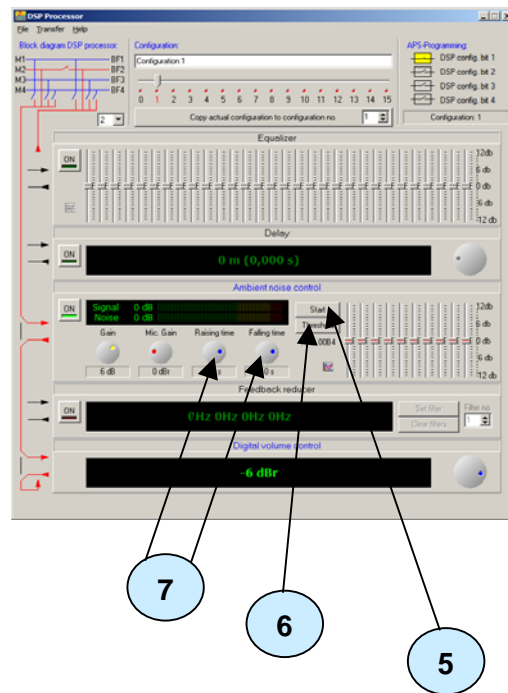 DSP Processor
File Transfer Help
Block diagram DSP processor
M1 BF1
M2 BF2
M3 BF3
M4 BF4
2
Configuration:
Configuration 1
0 1 2 3 4 5 6 7 8 9 10 11 12 13 14 15
Copy actual configuration to configuration no. 1
APS-Programming:
DSP config. bit 1
DSP config. bit 2
DSP config. bit 3
DSP config. bit 4
Configuration: 1
Equalizer
ON
12db
6 db
0 db
-6 db
-12 db
Delay
ON
0 m (0,000 s)
Ambient noise control
ON
Signal 0 dB
Noise 0 dB
Start
Gain Mic. Gain Raising time Falling time
6 dB 0 dBr
12db
6 db
0 db
-6 db
-12 db
Feedback reducer
ON
0Hz 0Hz 0Hz 0Hz
Set filter
Clear filters
Filter no
1
Digital volume control
-6 dBr
7
6
5